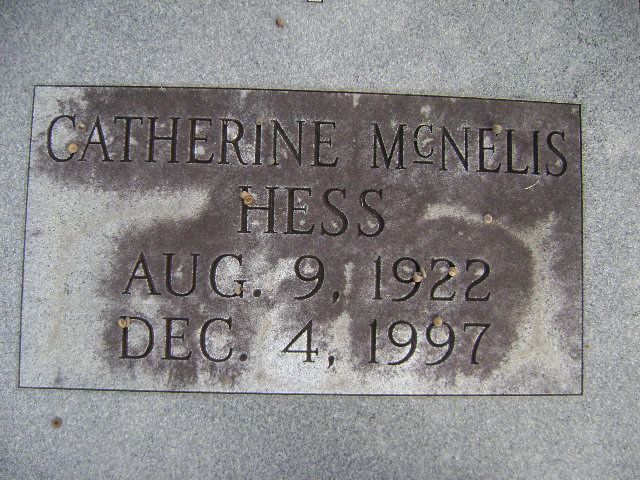 CATHERINE McNELIS
HESS
AUG. 9, 1922
DEC. 4, 1997